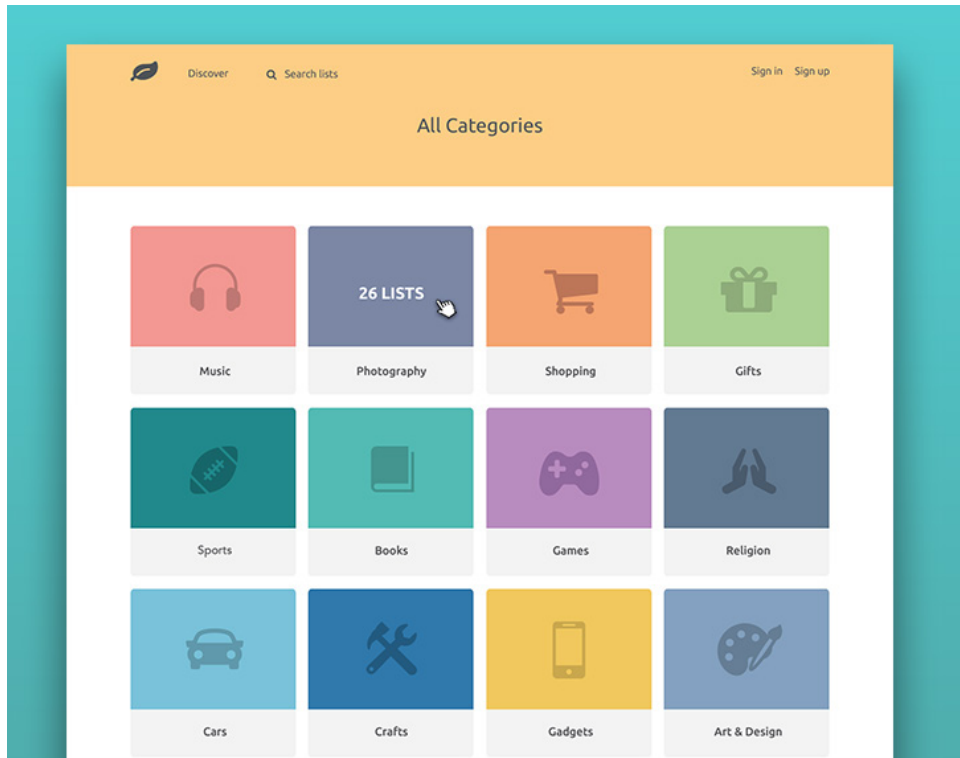 Discover
Search lists
Sign in
Sign up
All Categories
26 LISTS
Music
Photography
Shopping
Gifts
Sports
Books
Games
Religion
Cars
Crafts
Gadgets
Art & Design